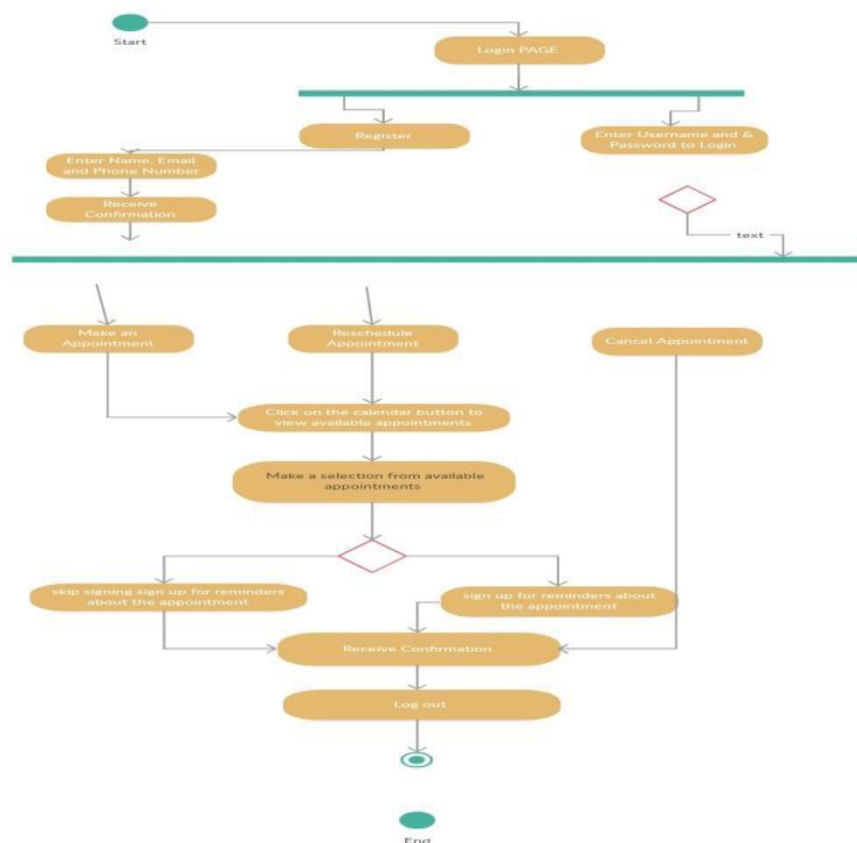 Start
Login PAGE
Register
Enter Username and &
Password to Login
Enter Name, Email
and Phone Number
Receive
Confirmation
text
Make an
Appointment
Reschedule
Appointment
Cancel Appointment
Click on the calendar button to
view available appointments
Make a selection from available
appointments
skip signing sign up for reminders
about the appointment
sign up for reminders about
the appointment
Receive Confirmation
Log out
End